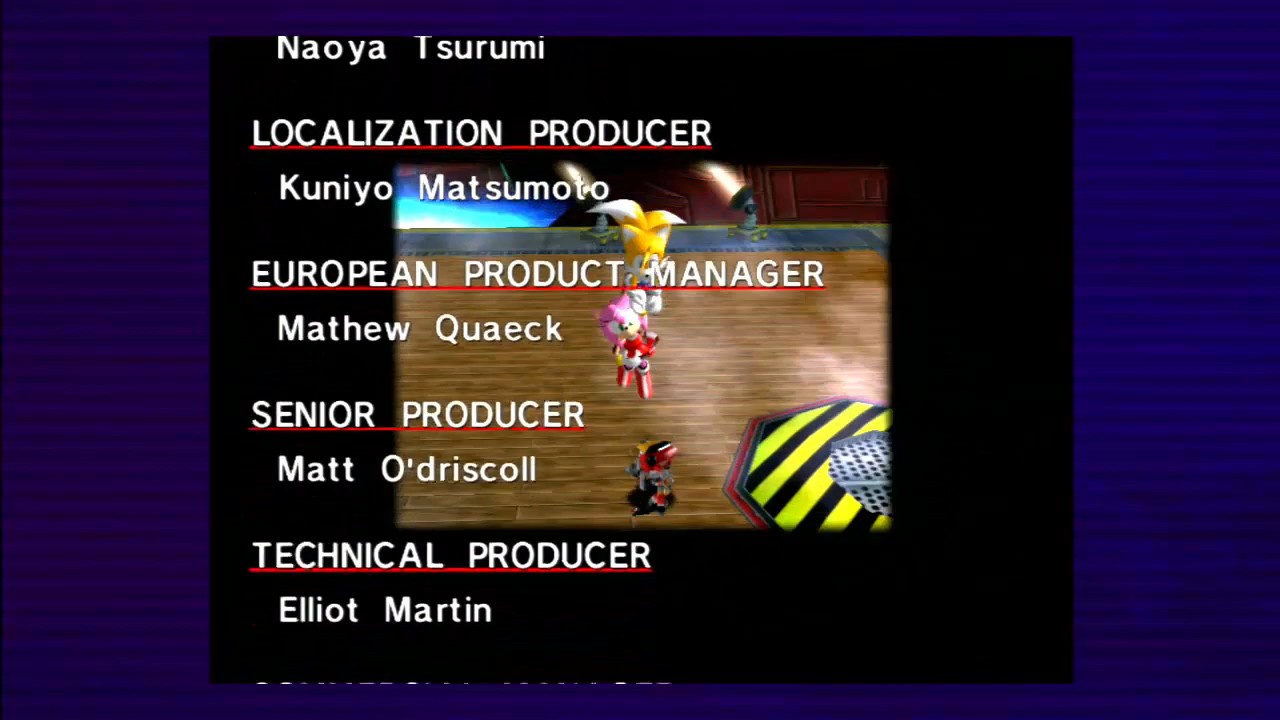 Naoya Tsurumi
LOCALIZATION PRODUCER
Kuniyo Matsumoto
EUROPEAN PRODUCT MANAGER
Mathew Quaeck
SENIOR PRODUCER
Matt O'driscoll
TECHNICAL PRODUCER
Elliot Martin